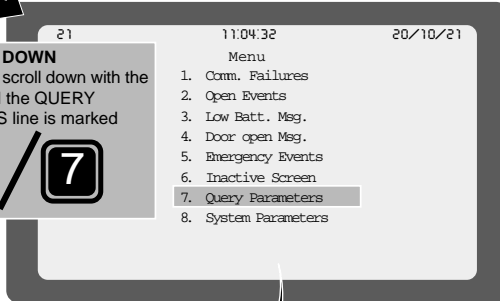 21 11:04:32 20/10/21
DOWN
scroll down with the
the QUERY
line is marked
7
Menu
1. Comm. Failures
2. Open Events
3. Low Batt. Msg.
4. Door open Msg.
5. Emergency Events
6. Inactive Screen
7. Query Parameters
8. System Parameters